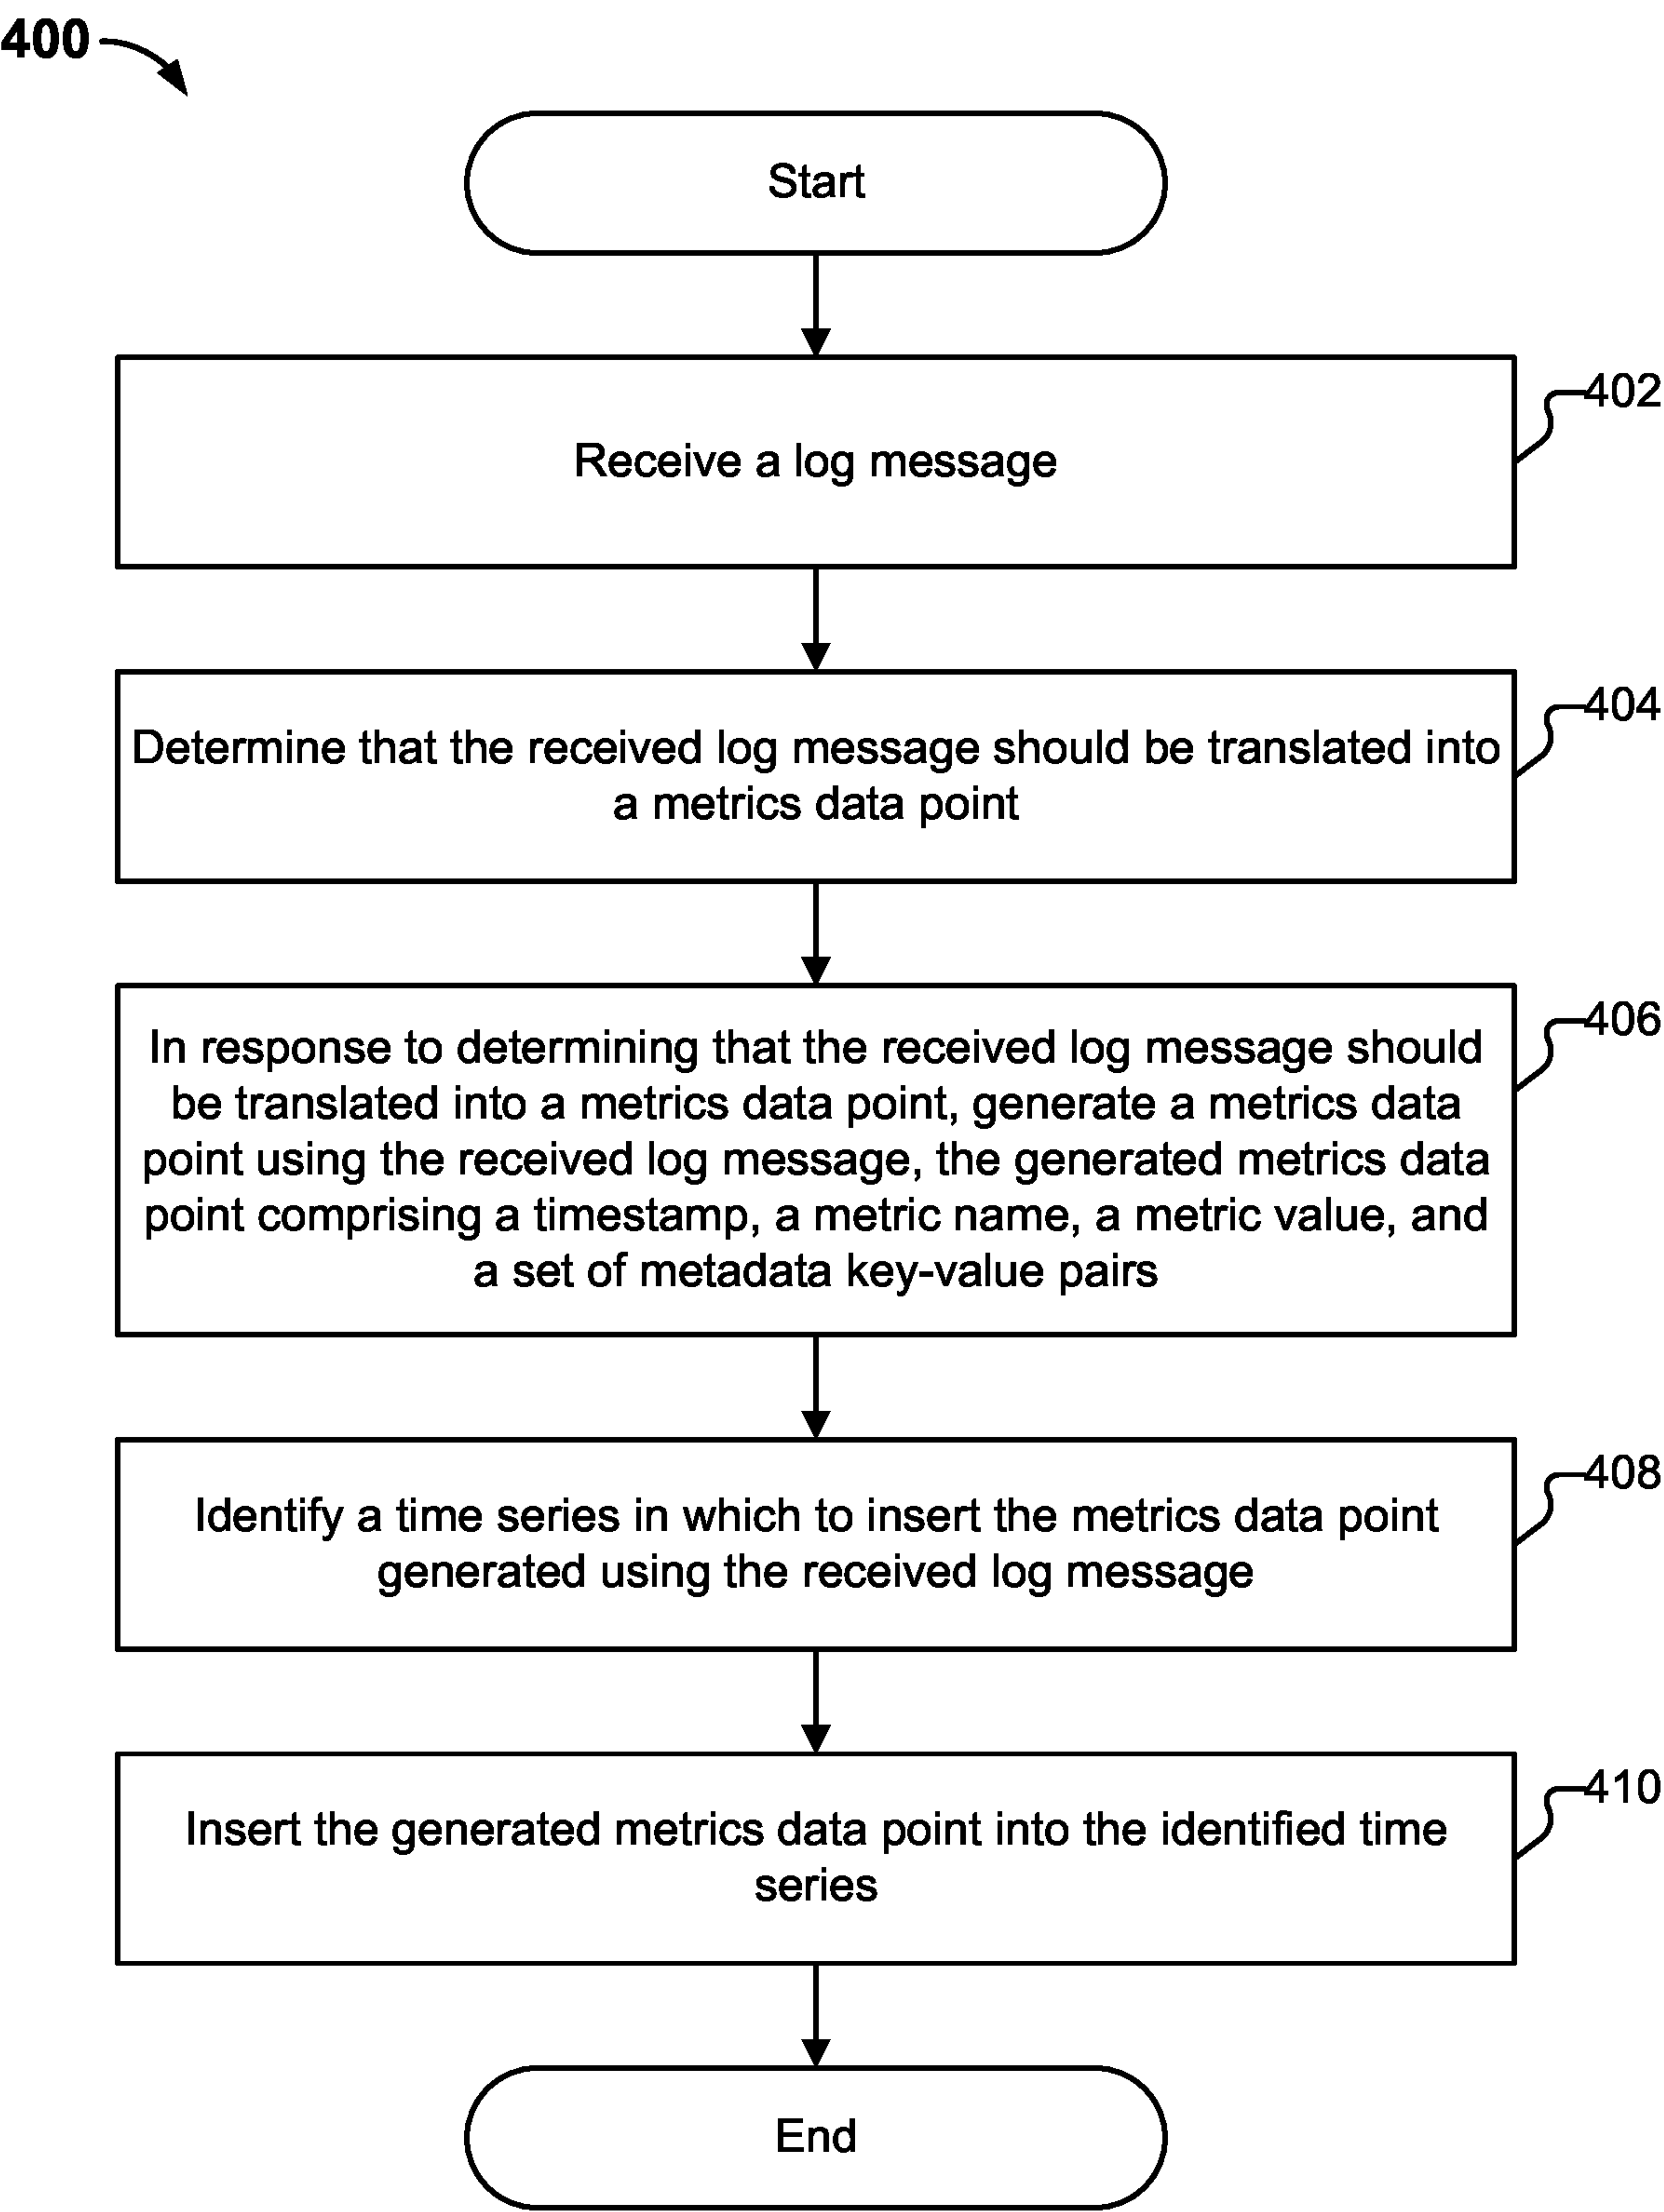 400
Start
402
Receive a log message
404
Determine that the received log message should be translated into
a metrics data point
406
In response to determining that the received log message should
be translated into a metrics data point, generate a metrics data
point using the received log message, the generated metrics data
point comprising a timestamp, a metric name, a metric value, and
a set of metadata key-value pairs
408
Identify a time series in which to insert the metrics data point
generated using the received log message
410
Insert the generated metrics data point into the identified time
series
End